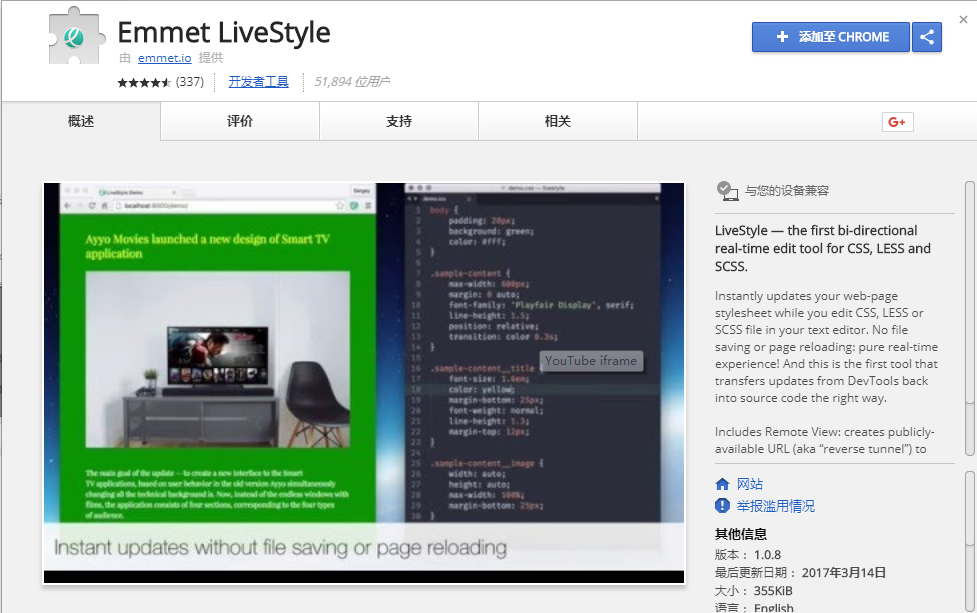 Emmet LiveStyle
由 emmet.io 提供
(337) 开发者工具 51,894 位用户
添加至 CHROME
概述 评价 支持 相关 G+
LiveStyle Demo Sergey
localhost:8000/demo/
Ayyo Movies launched a new design of Smart TV
application
The main goal of the update — to create a new interface to the Smart
TV applications, based on user behavior in the old version Ayyo simultaneously
changing all the technical background is. Now, instead of the endless windows with
films, the application consists of four sections, corresponding to the four types
of audience.
demo.css — livestyle
demo.css
1 body {
2 padding: 20px;
3 background: green;
4 color: #fff;
5 }
6
7 .sample-content {
8 max-width: 600px;
9 margin: 0 auto;
10 font-family: "Playfair Display", serif;
11 line-height: 1.5;
12 position: relative;
13 transition: color 0.3s;
14 }
15
16 .sample-content__title {
17 font-size: 1.6em;
18 color: yellow;
19 margin-bottom: 25px;
20 font-weight: normal;
21 line-height: 1.3;
22 margin-top: 12px;
23 }
24
25 .sample-content__image {
26 width: auto;
27 height: auto;
28 max-width: 100%;
29 margin-bottom: 25px;
30 }
YouTube iframe
Instant updates without file saving or page reloading
与您的设备兼容
LiveStyle — the first bi-directional
real-time edit tool for CSS, LESS and
SCSS.
Instantly updates your web-page
stylesheet while you edit CSS, LESS or
SCSS file in your text editor. No file
saving or page reloading: pure real-time
experience! And this is the first tool that
transfers updates from DevTools back
into source code the right way.
Includes Remote View: creates publicly-
available URL (aka “reverse tunnel”) to
网站
举报滥用情况
其他信息
版本： 1.0.8
最后更新日期： 2017年3月14日
大小： 355KiB
语言： English